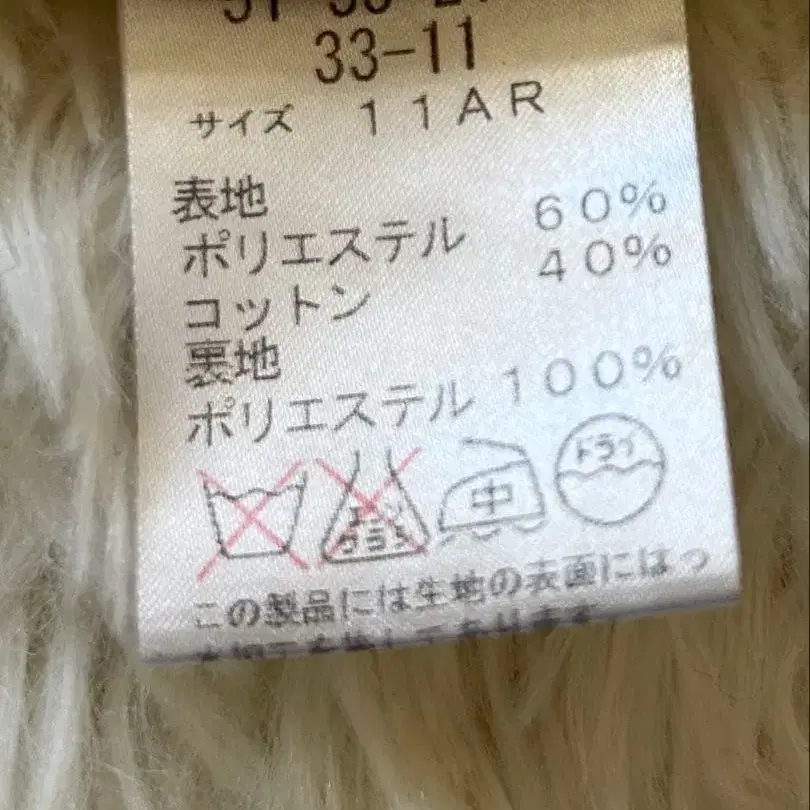 33-11
サイズ 11AR
表地
ポリエステル 60%
コットン 40%
裏地
ポリエステル 100%
中
ドライ
この製品には生地の表面にはっ